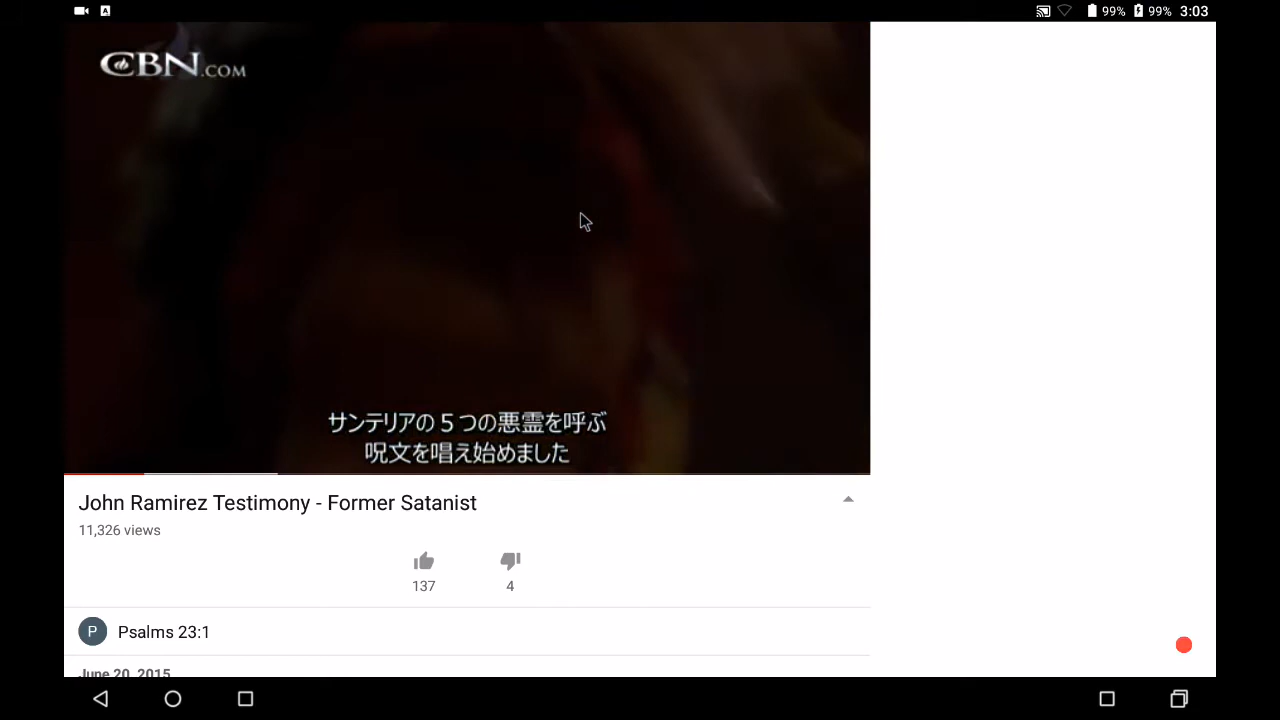 99% 99% 3:03
CBN.COM
サンテリアの５つの悪霊を呼ぶ
呪文を唱え始めました
John Ramirez Testimony - Former Satanist
11,326 views
137 4
P Psalms 23:1
June 20, 2015